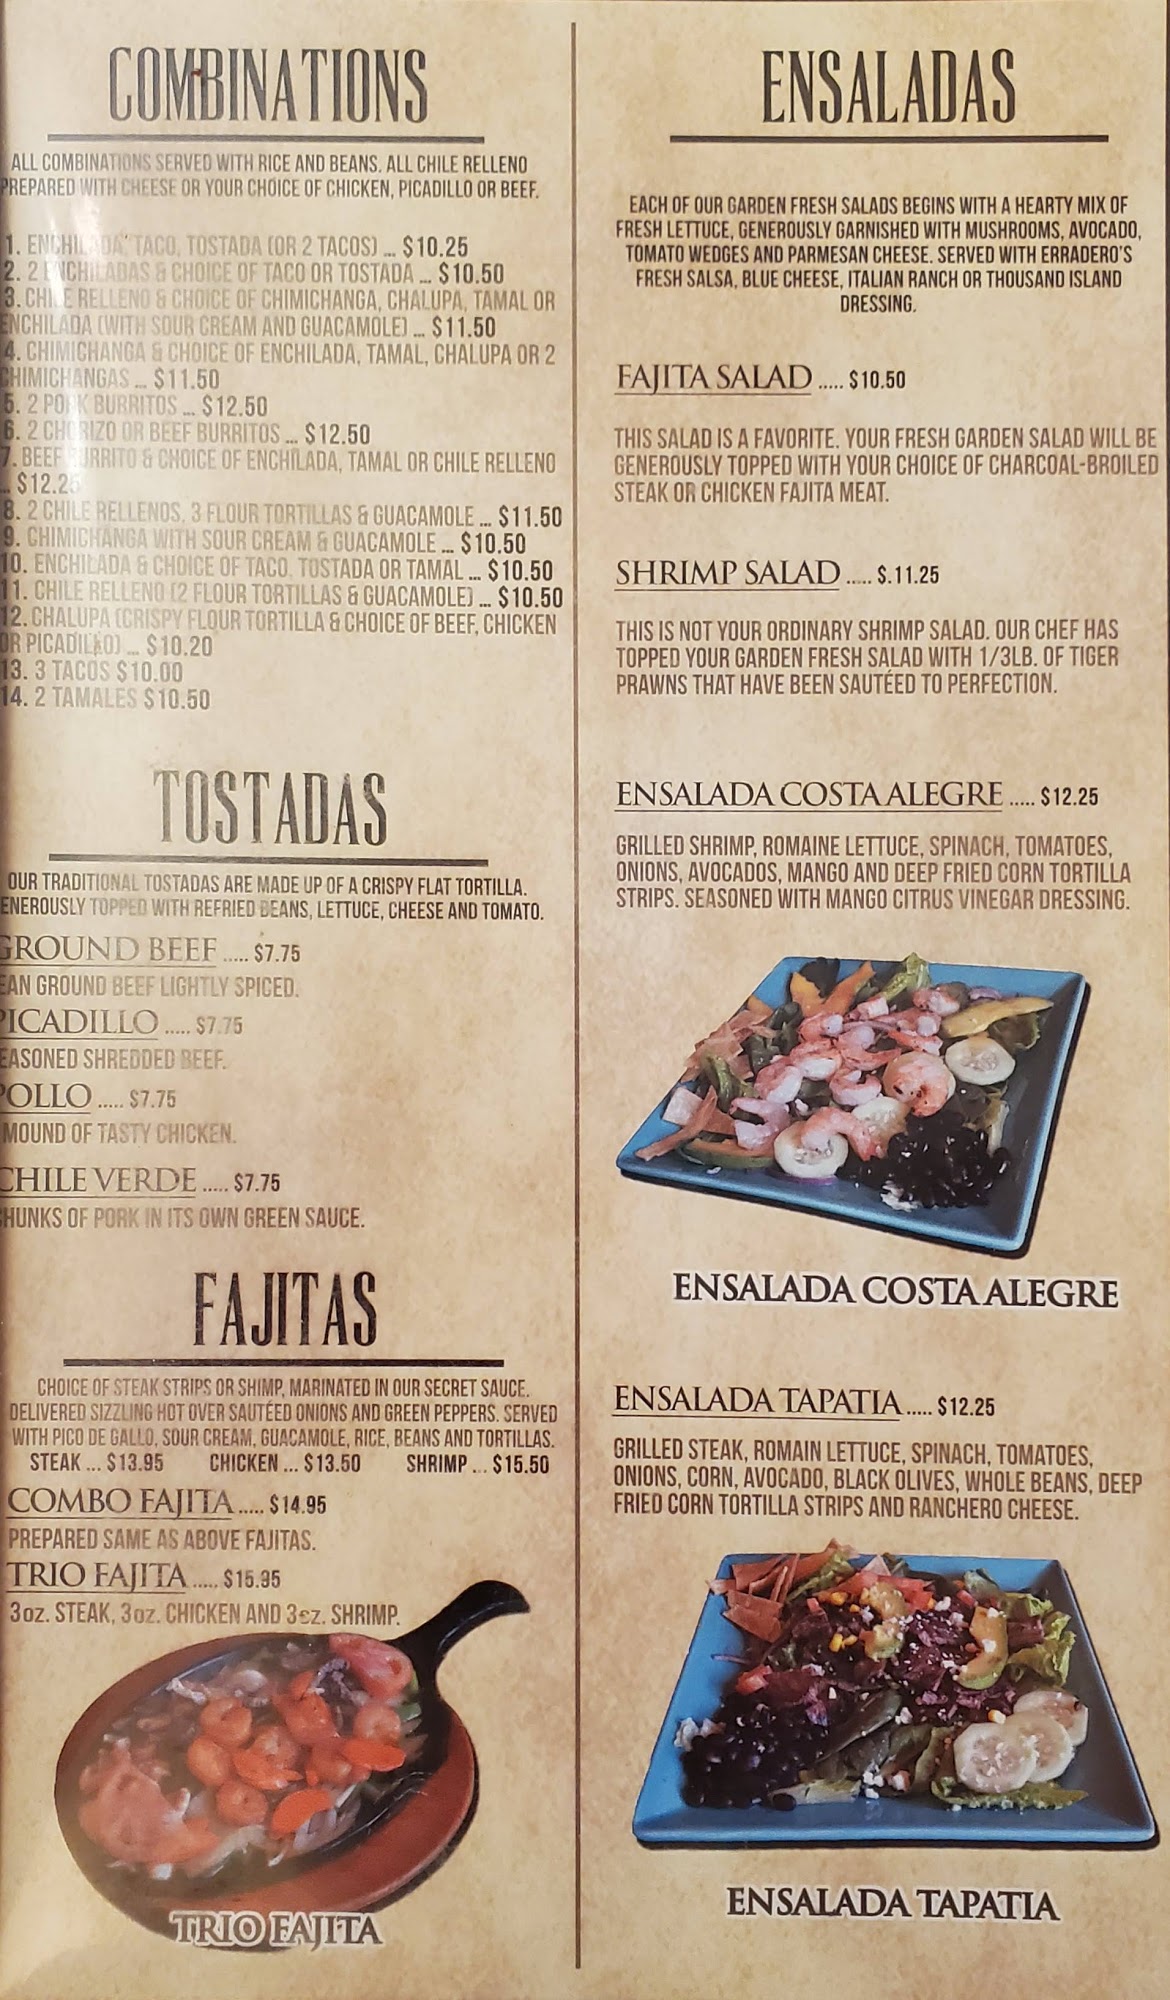 COMBINATIONS
ALL COMBINATIONS SERVED WITH RICE AND BEANS. ALL CHILE RELLENO
PREPARED WITH CHEESE OR YOUR CHOICE OF CHICKEN, PICADILLO OR BEEF.
1. ENCHILADA, TACO, TOSTADA (OR 2 TACOS) ... $10.25
2. 2 ENCHILADAS & CHOICE OF TACO OR TOSTADA ... $10.50
3. CHILE RELLENO & CHOICE OF CHIMICHANGA, CHALUPA, TAMAL OR
ENCHILADA (WITH SOUR CREAM AND GUACAMOLE) ... $11.50
4. CHIMICHANGA & CHOICE OF ENCHILADA, TAMAL, CHALUPA OR 2
CHIMICHANGAS ... $11.50
5. 2 PORK BURRITOS ... $12.50
6. 2 CHORIZO OR BEEF BURRITOS ... $12.50
7. BEEF BURRITO & CHOICE OF ENCHILADA, TAMAL OR CHILE RELLENO
... $12.25
8. 2 CHILE RELLENOS, 3 FLOUR TORTILLAS & GUACAMOLE ... $11.50
9. CHIMICHANGA WITH SOUR CREAM & GUACAMOLE ... $10.50
10. ENCHILADA & CHOICE OF TACO, TOSTADA OR TAMAL ... $10.50
11. CHILE RELLENO (2 FLOUR TORTILLAS & GUACAMOLE) ... $10.50
12. CHALUPA (CRISPY FLOUR TORTILLA & CHOICE OF BEEF, CHICKEN
OR PICADILLO) ... $10.20
13. 3 TACOS $10.00
14. 2 TAMALES $10.50
TOSTADAS
OUR TRADITIONAL TOSTADAS ARE MADE UP OF A CRISPY FLAT TORTILLA.
ENEROUSLY TOPPED WITH REFRIED BEANS, LETTUCE, CHEESE AND TOMATO.
GROUND BEEF ..... $7.75
EAN GROUND BEEF LIGHTLY SPICED.
PICADILLO ..... $7.75
EASONED SHREDDED BEEF.
POLLO ..... $7.75
MOUND OF TASTY CHICKEN.
CHILE VERDE ..... $7.75
HUNKS OF PORK IN ITS OWN GREEN SAUCE.
FAJITAS
CHOICE OF STEAK STRIPS OR SHIMP, MARINATED IN OUR SECRET SAUCE.
DELIVERED SIZZLING HOT OVER SAUTÉED ONIONS AND GREEN PEPPERS. SERVED
WITH PICO DE GALLO, SOUR CREAM, GUACAMOLE, RICE, BEANS AND TORTILLAS.
STEAK ... $13.95 CHICKEN ... $13.50 SHRIMP ... $15.50
COMBO FAJITA ..... $14.95
PREPARED SAME AS ABOVE FAJITAS.
TRIO FAJITA ..... $15.95
3OZ. STEAK, 3OZ. CHICKEN AND 3OZ. SHRIMP.
TRIO FAJITA
ENSALADAS
EACH OF OUR GARDEN FRESH SALADS BEGINS WITH A HEARTY MIX OF
FRESH LETTUCE, GENEROUSLY GARNISHED WITH MUSHROOMS, AVOCADO,
TOMATO WEDGES AND PARMESAN CHEESE. SERVED WITH ERRADERO'S
FRESH SALSA, BLUE CHEESE, ITALIAN RANCH OR THOUSAND ISLAND
DRESSING.
FAJITA SALAD ..... $10.50
THIS SALAD IS A FAVORITE. YOUR FRESH GARDEN SALAD WILL BE
GENEROUSLY TOPPED WITH YOUR CHOICE OF CHARCOAL-BROILED
STEAK OR CHICKEN FAJITA MEAT.
SHRIMP SALAD ..... $.11.25
THIS IS NOT YOUR ORDINARY SHRIMP SALAD. OUR CHEF HAS
TOPPED YOUR GARDEN FRESH SALAD WITH 1/3LB. OF TIGER
PRAWNS THAT HAVE BEEN SAUTÉED TO PERFECTION.
ENSALADA COSTA ALEGRE ..... $12.25
GRILLED SHRIMP, ROMAINE LETTUCE, SPINACH, TOMATOES,
ONIONS, AVOCADOS, MANGO AND DEEP FRIED CORN TORTILLA
STRIPS. SEASONED WITH MANGO CITRUS VINEGAR DRESSING.
ENSALADA COSTA ALEGRE
ENSALADA TAPATIA ..... $12.25
GRILLED STEAK, ROMAIN LETTUCE, SPINACH, TOMATOES,
ONIONS, CORN, AVOCADO, BLACK OLIVES, WHOLE BEANS, DEEP
FRIED CORN TORTILLA STRIPS AND RANCHERO CHEESE.
ENSALADA TAPATIA